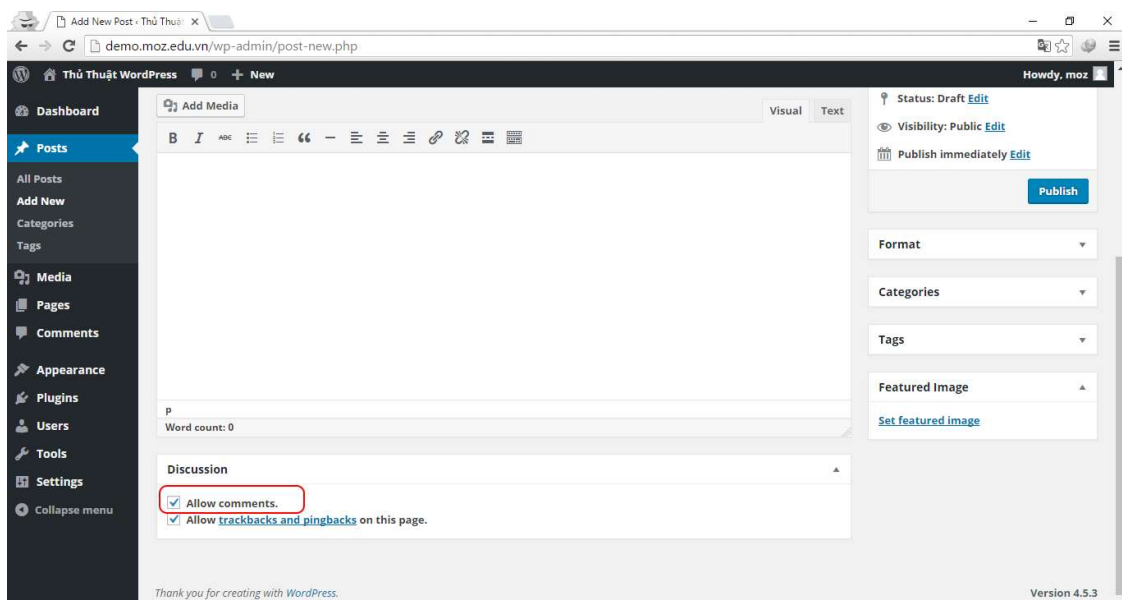 Add New Post ‹ Thủ Thuậ
demo.moz.edu.vn/wp-admin/post-new.php
Thủ Thuật WordPress 0 + New Howdy, moz
Dashboard
Posts
All Posts
Add New
Categories
Tags
Media
Pages
Comments
Appearance
Plugins
Users
Tools
Settings
Collapse menu
Add Media
Visual Text
B I ABC
p
Word count: 0
Discussion
Allow comments.
Allow trackbacks and pingbacks on this page.
Status: Draft Edit
Visibility: Public Edit
Publish immediately Edit
Publish
Format
Categories
Tags
Featured Image
Set featured image
Thank you for creating with WordPress.
Version 4.5.3